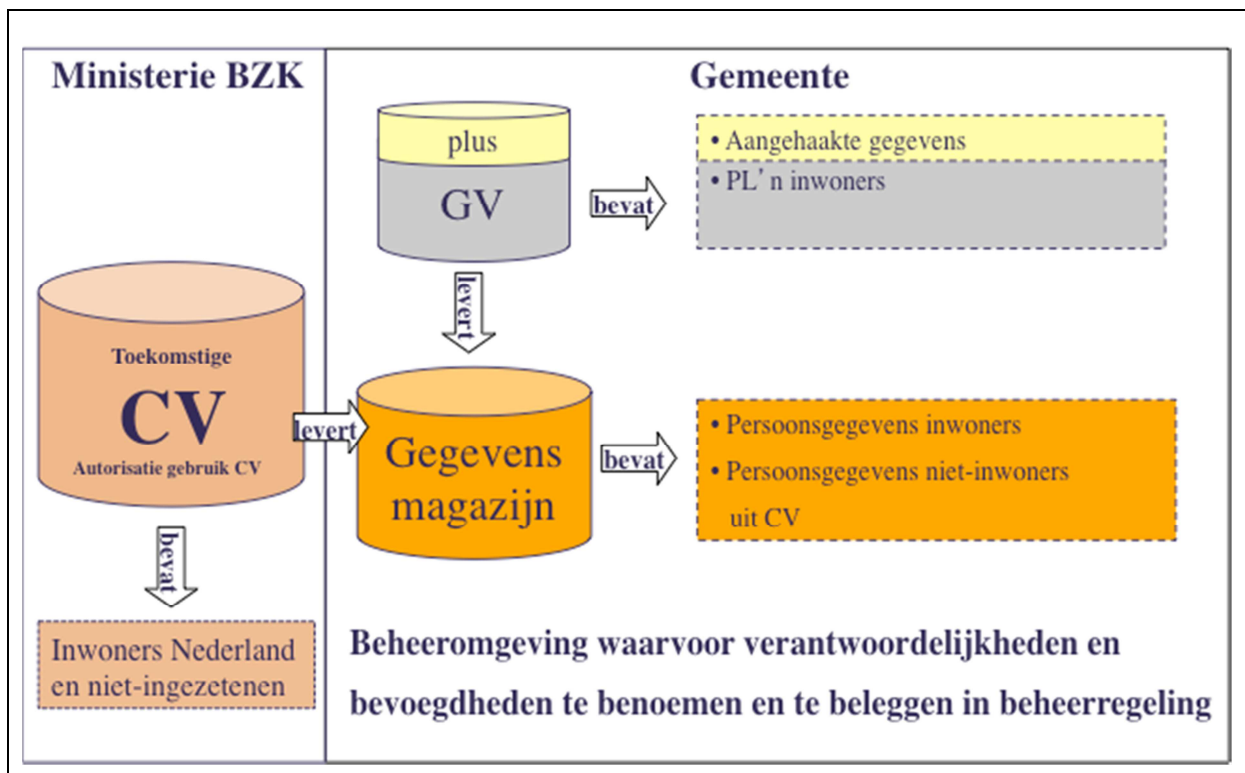 Ministerie BZK
Toekomstige
CV
Autorisatie gebruik CV
bevat
Inwoners Nederland
en niet-ingezetenen
levert
Gemeente
plus
GV
bevat
• Aangehaakte gegevens
• PL' n inwoners
levert
Gegevens
magazijn
bevat
• Persoonsgegevens inwoners
• Persoonsgegevens niet-inwoners
uit CV
Beheeromgeving waarvoor verantwoordelijkheden en
bevoegdheden te benoemen en te beleggen in beheerregeling